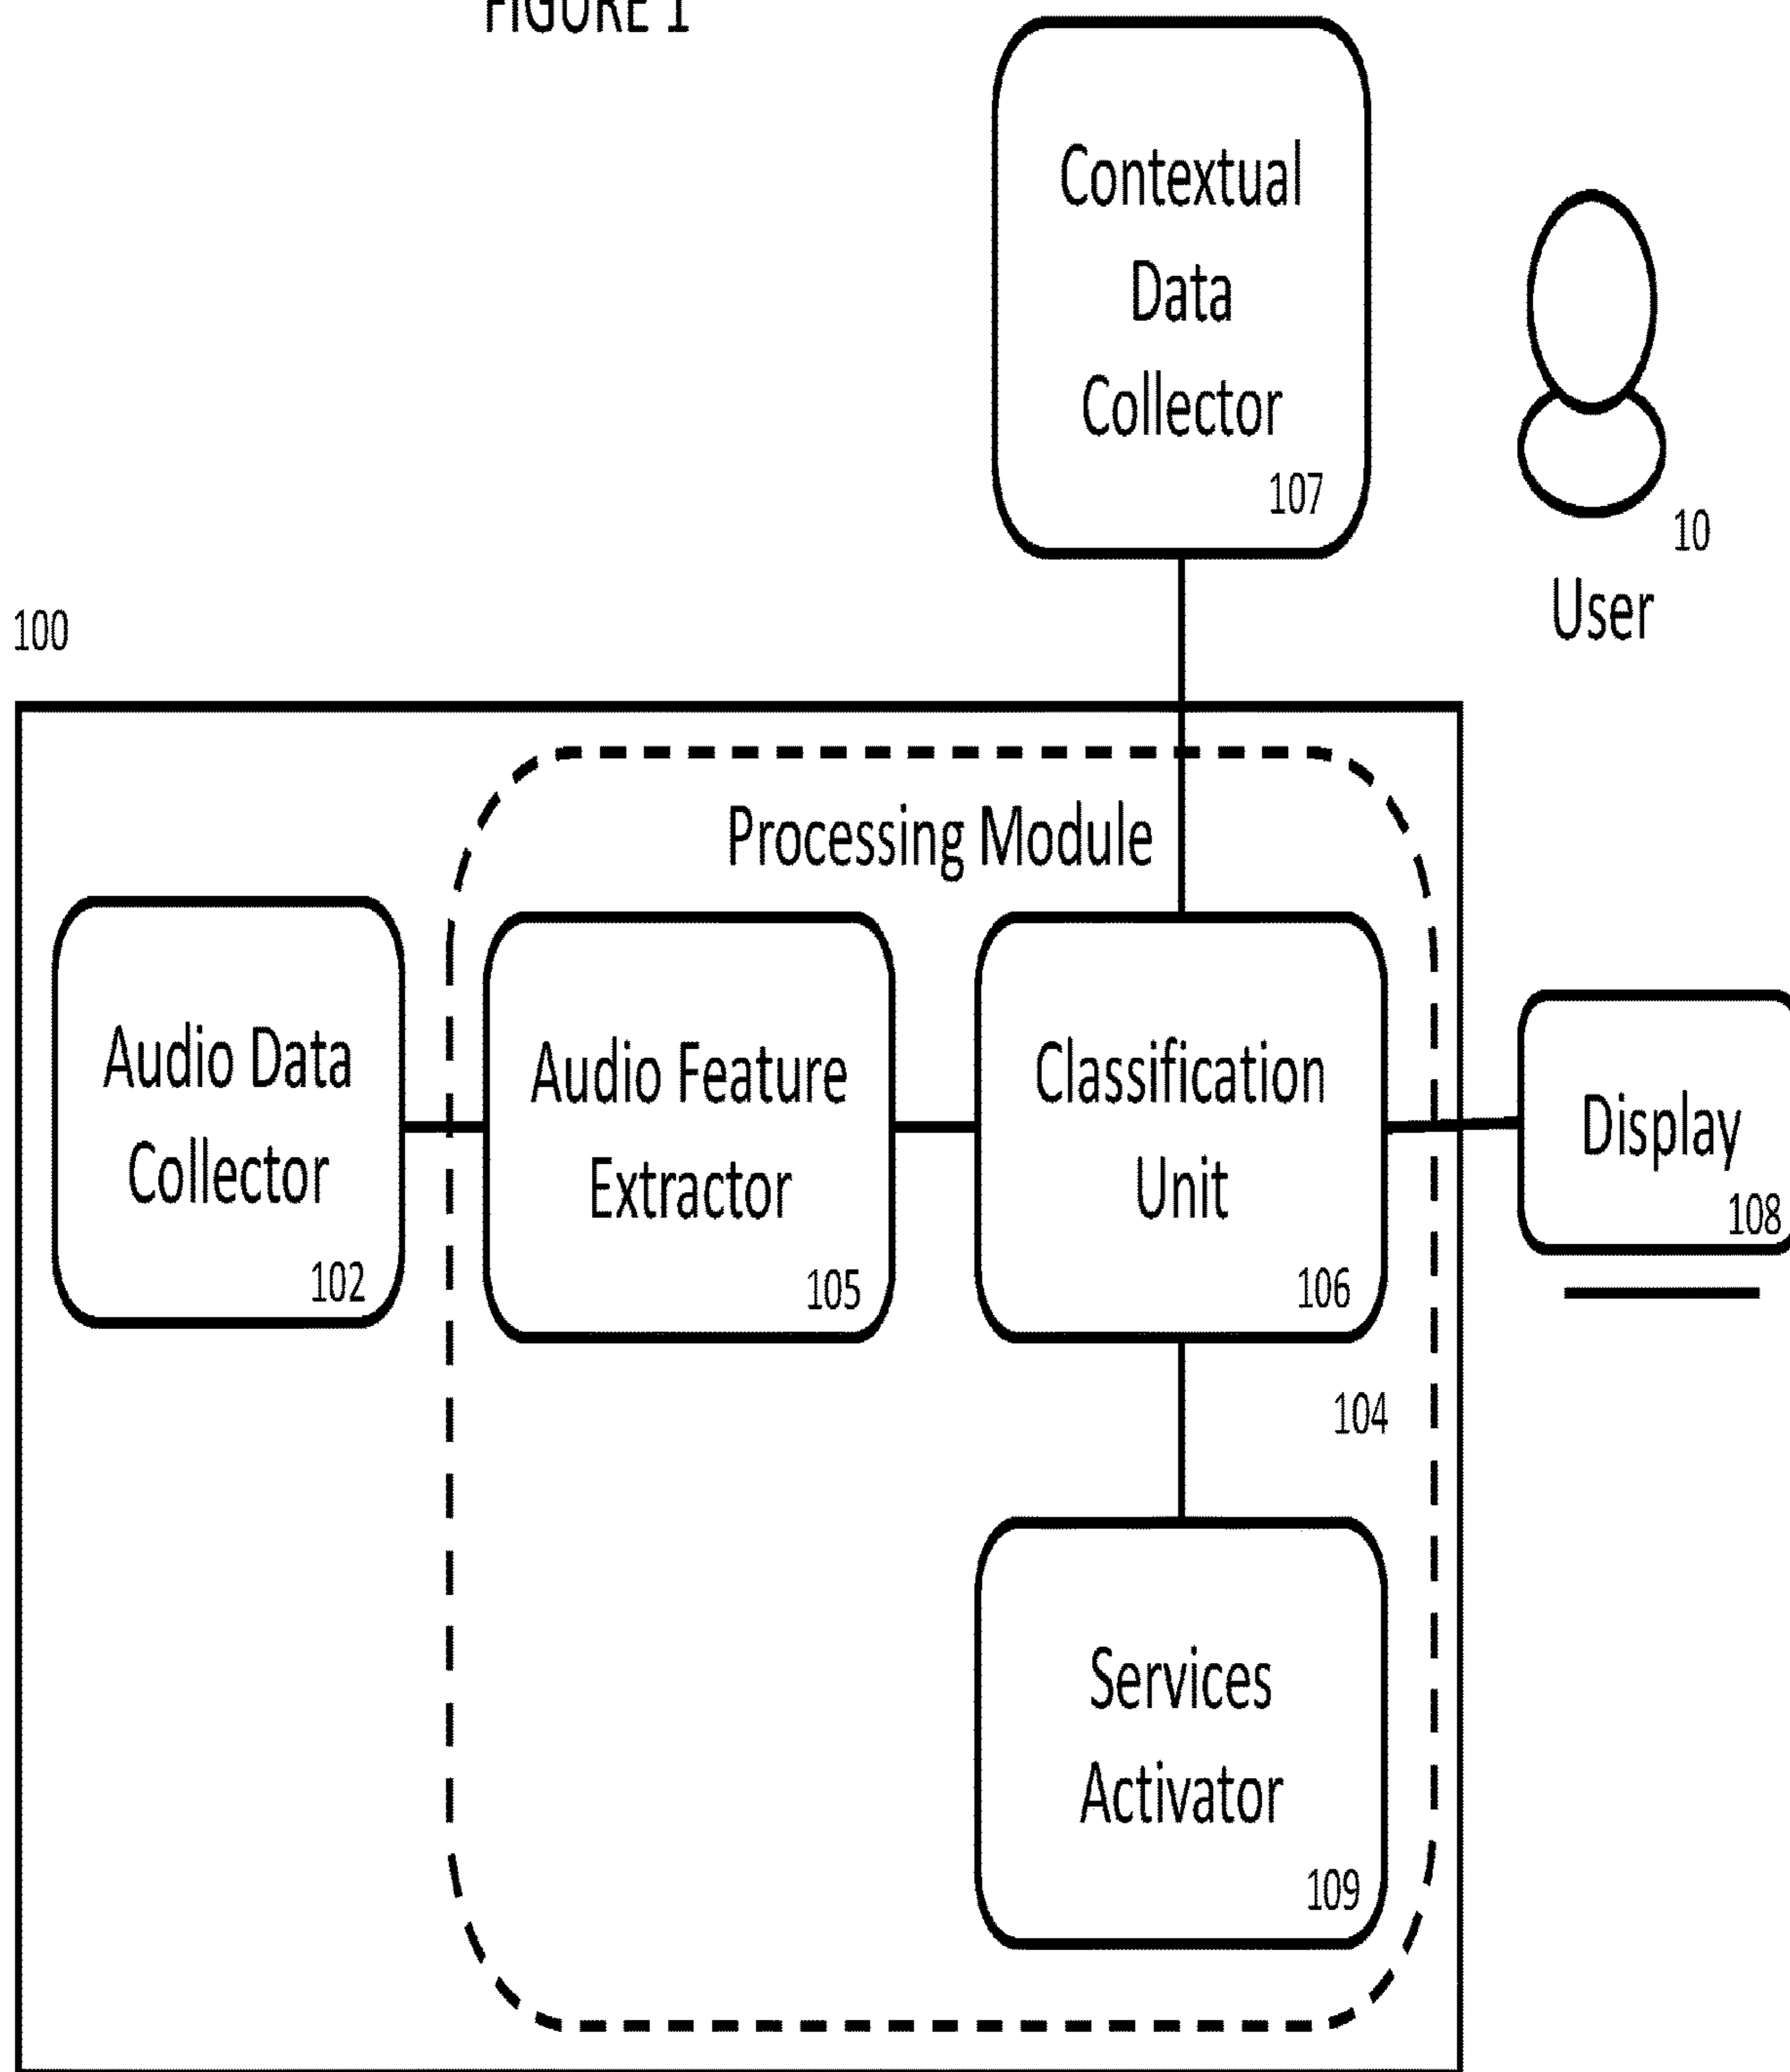 FIGURE 1
Contextual
Data
Collector
107
10
User
100
Processing Module
Audio Data
Collector
102
Audio Feature
Extractor
105
Classification
Unit
106
Display
108
104
Services
Activator
109